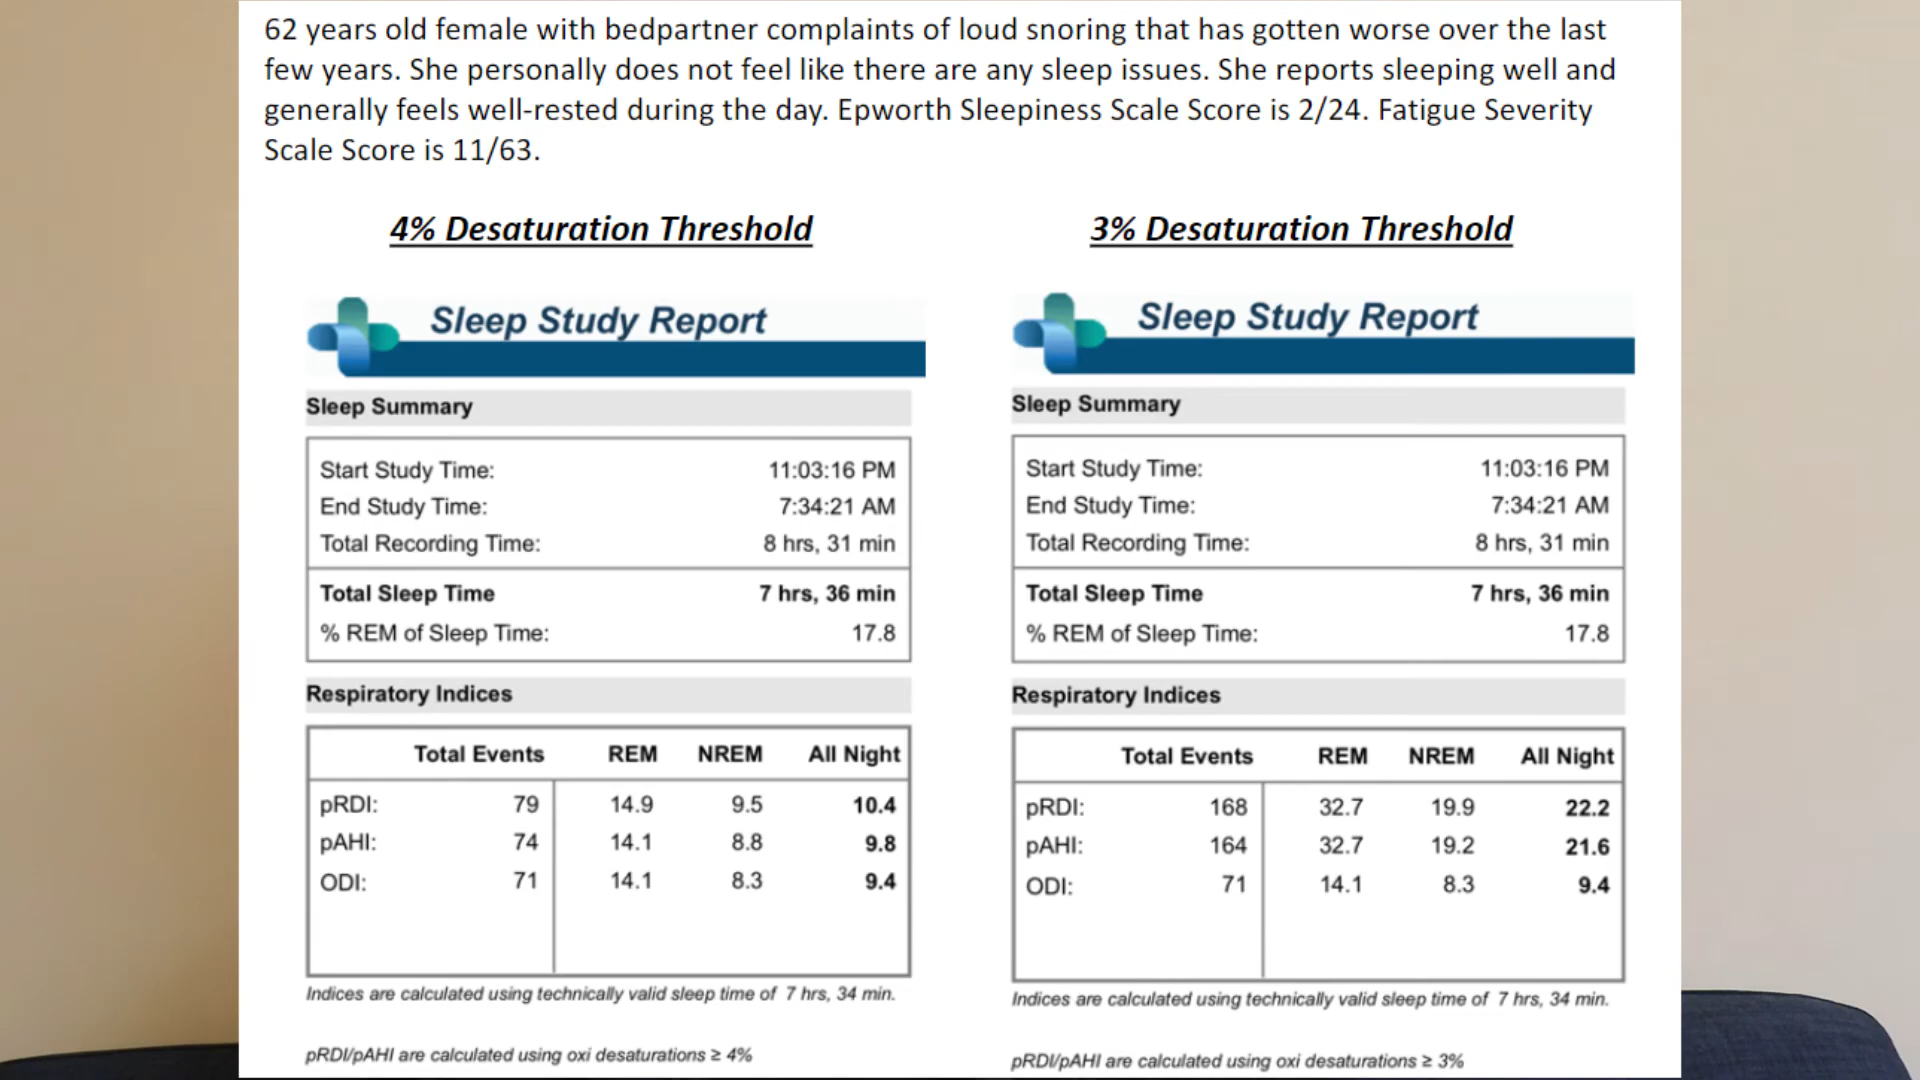 62 years old female with bedpartner complaints of loud snoring that has gotten worse over the last
few years. She personally does not feel like there are any sleep issues. She reports sleeping well and
generally feels well-rested during the day. Epworth Sleepiness Scale Score is 2/24. Fatigue Severity
Scale Score is 11/63.
4% Desaturation Threshold
Sleep Study Report
Sleep Summary
Start Study Time: 11:03:16 PM
End Study Time: 7:34:21 AM
Total Recording Time: 8 hrs, 31 min
Total Sleep Time 7 hrs, 36 min
% REM of Sleep Time: 17.8
Respiratory Indices
Total Events REM NREM All Night
pRDI: 79 14.9 9.5 10.4
pAHI: 74 14.1 8.8 9.8
ODI: 71 14.1 8.3 9.4
Indices are calculated using technically valid sleep time of 7 hrs, 34 min.
pRDI/pAHI are calculated using oxi desaturations ≥ 4%
3% Desaturation Threshold
Sleep Study Report
Sleep Summary
Start Study Time: 11:03:16 PM
End Study Time: 7:34:21 AM
Total Recording Time: 8 hrs, 31 min
Total Sleep Time 7 hrs, 36 min
% REM of Sleep Time: 17.8
Respiratory Indices
Total Events REM NREM All Night
pRDI: 168 32.7 19.9 22.2
pAHI: 164 32.7 19.2 21.6
ODI: 71 14.1 8.3 9.4
Indices are calculated using technically valid sleep time of 7 hrs, 34 min.
pRDI/pAHI are calculated using oxi desaturations ≥ 3%